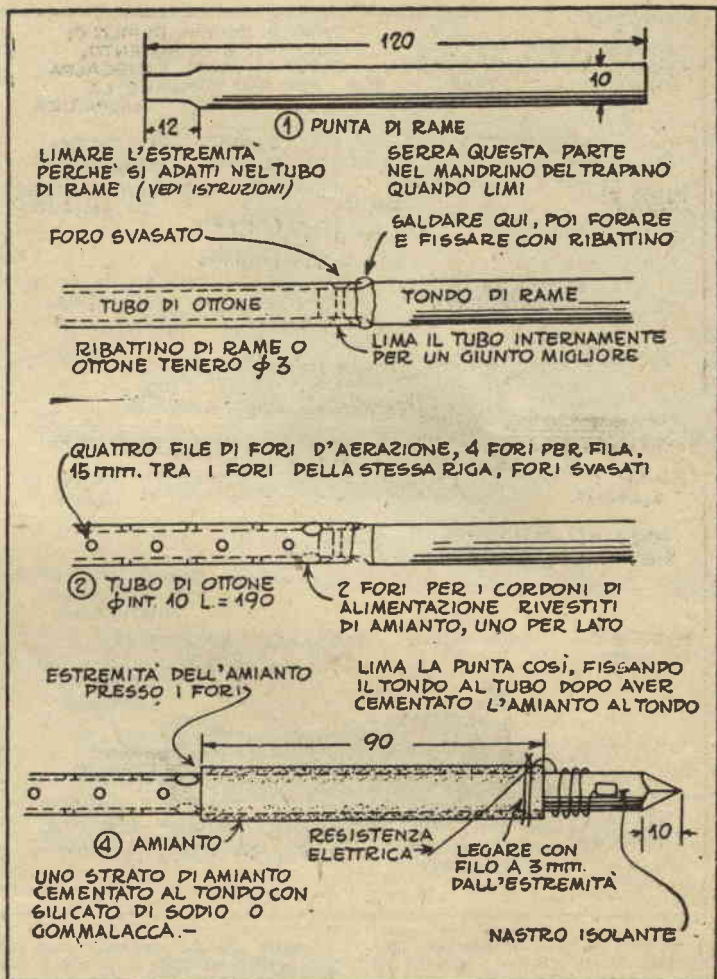 120
10
12
① PUNTA DI RAME
LIMARE L'ESTREMITÀ
PERCHÈ SI ADATTI NEL TUBO
DI RAME (VEDI ISTRUZIONI)
SERRA QUESTA PARTE
NEL MANDRINO DEL TRAPANO
QUANDO LIMI
FORO SVASATO
SALDARE QUI, POI FORARE
E FISSARE CON RIBATTINO
TUBO DI OTTONE
TONDO DI RAME
RIBATTINO DI RAME O
OTTONE TENERO ϕ 3
LIMA IL TUBO INTERNAMENTE
PER UN GIUNTO MIGLIORE
QUATTRO FILE DI FORI D'AERAZIONE, 4 FORI PER FILA,
15 mm. TRA I FORI DELLA STESSA RIGA, FORI SVASATI
② TUBO DI OTTONE
ϕ INT. 10 L = 190
2 FORI PER I CORDONI DI
ALIMENTAZIONE RIVESTITI
DI AMIANTO, UNO PER LATO
ESTREMITÀ DELL'AMIANTO
PRESSO I FORI
LIMA LA PUNTA COSÌ, FISSANDO
IL TONDO AL TUBO DOPO AVER
CEMENTATO L'AMIANTO AL TONDO
90
10
④ AMIANTO
RESISTENZA
ELETTRICA
LEGARE CON
FILO A 3 mm.
DALL'ESTREMITÀ
UNO STRATO DI AMIANTO
CEMENTATO AL TONDO CON
SILICATO DI SODIO O
GOMMALACCA.-
NASTRO ISOLANTE